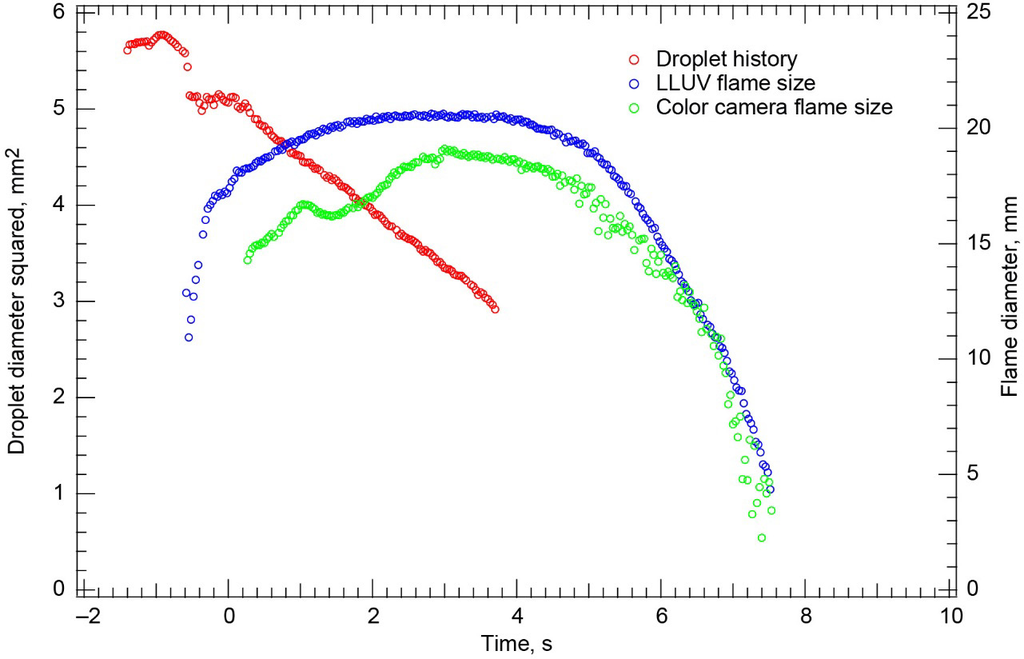 6
5
4
3
2
1
0
Droplet diameter squared, mm2
25
20
15
10
5
0
Flame diameter, mm
Droplet history
LLUV flame size
Color camera flame size
–2 0 2 4 6 8 10
Time, s